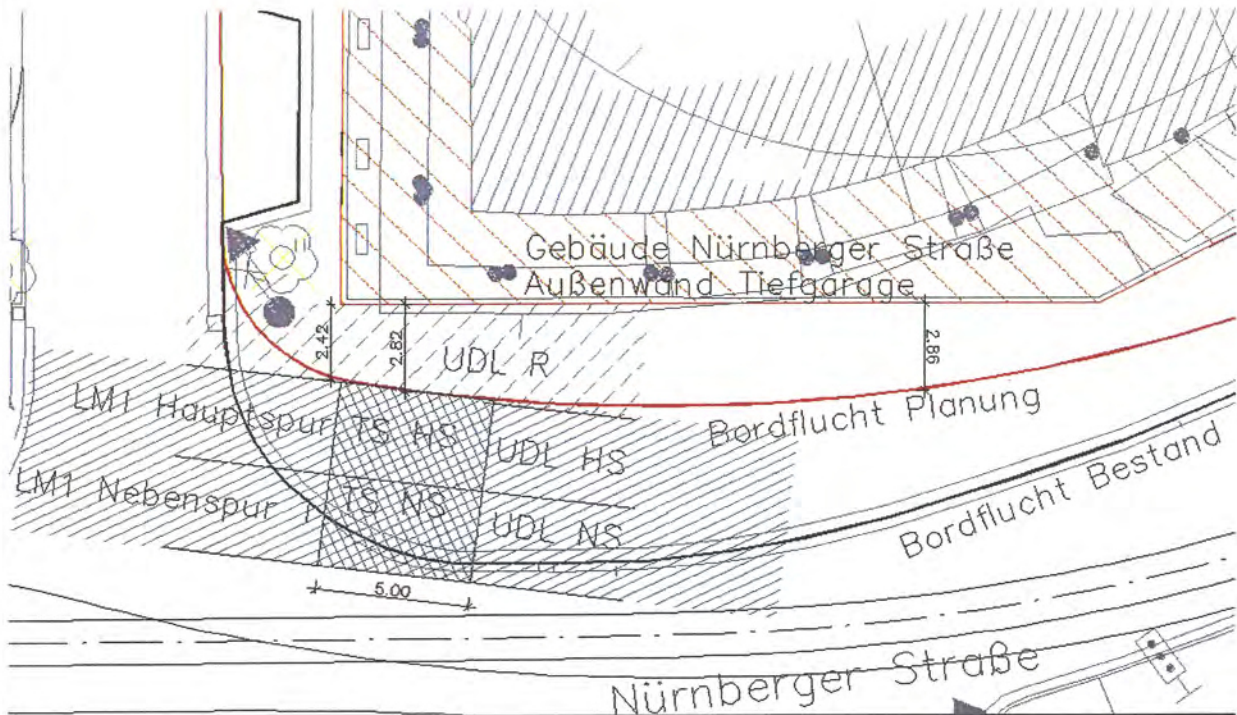 Gebäude Nürnberger Straße
Außenwand Tiefgarage
2.42
2.82
2.86
UDL R
LM1 Hauptspur
TS HS
UDL HS
Bordflucht Planung
LM1 Nebenspur 1
TS NS
UDL NS
Bordflucht Bestand
5.00
Nürnberger Straße